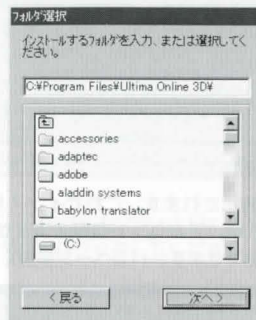 フォルダ選択
インストールするフォルダを入力、または選択してく
ださい。
C:¥Program Files¥Ultima Online 3D¥
accessories
adaptec
adobe
aladdin systems
babylon translator
(C:)
< 戻る
次へ >